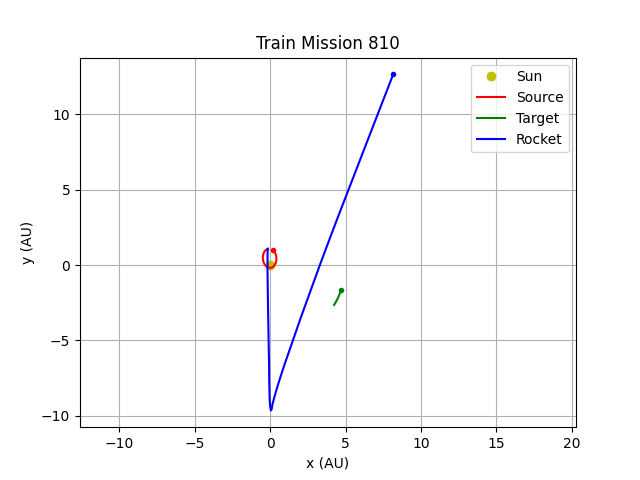 Train Mission 810
Sun
Source
Target
Rocket
10
5
0
−5
−10
y (AU)
−10
−5
0
5
10
15
20
x (AU)